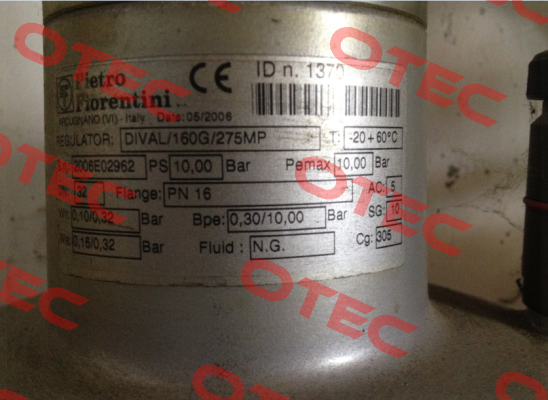 Pietro
Fiorentini
CE
ID n. 1370
ARCUGNANO (VI) - Italy Date: 05/2006
REGULATOR: DIVAL/160G/275MP T: -20+60°C
2006E02962 PS 10,00 Bar Pemax 10,00 Bar
32 Flange: PN 16 AC: 5
0,10/0,32 Bar Bpe: 0,30/10,00 Bar SG: 10
0,15/0,32 Bar Fluid : N.G. Cg: 305
OTEC
OTEC
OTEC
OTEC
OTEC
OTEC